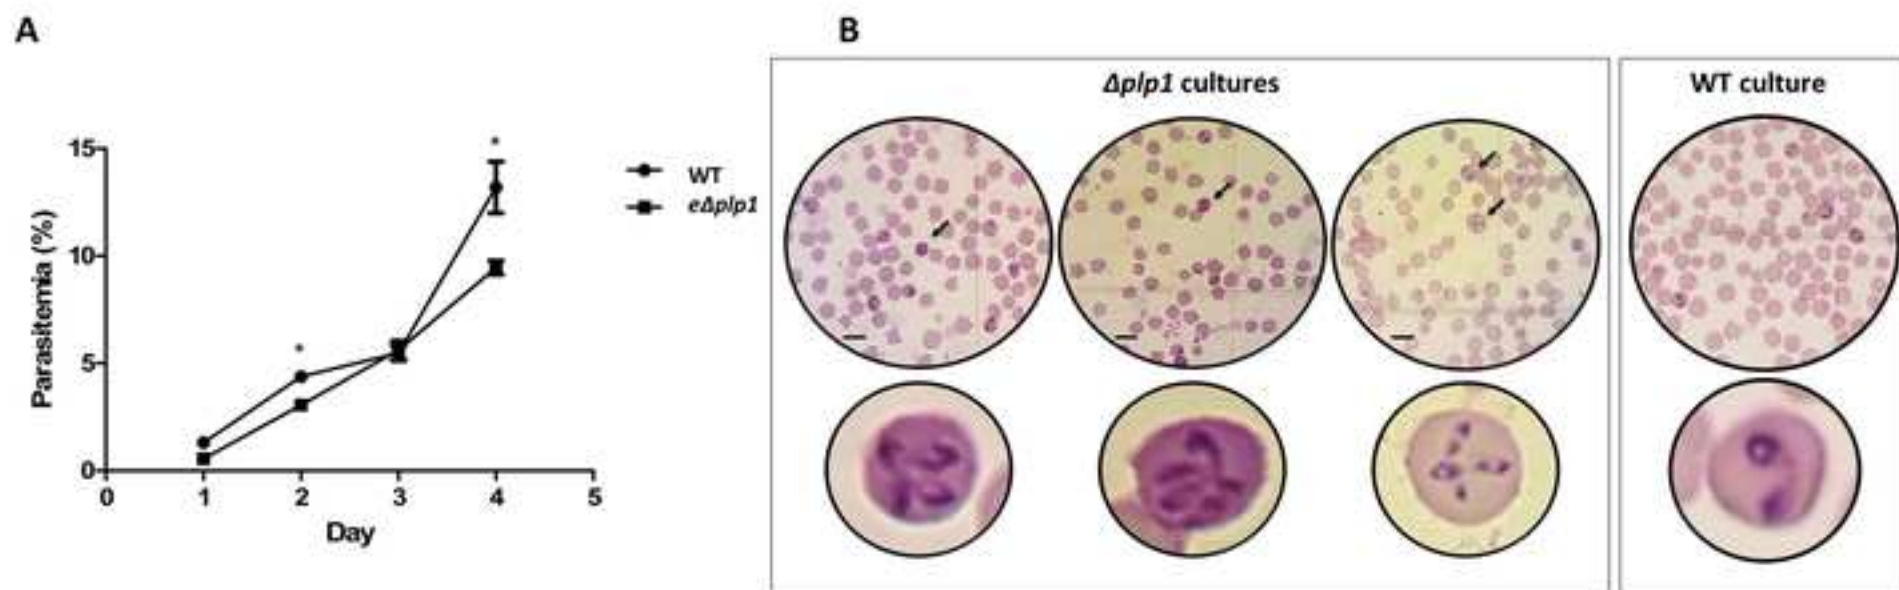 A
B
Δplp1 cultures
WT culture
15
10
5
0
0 1 2 3 4 5
Parasitemia (%)
Day
*
*
WT
eΔplp1